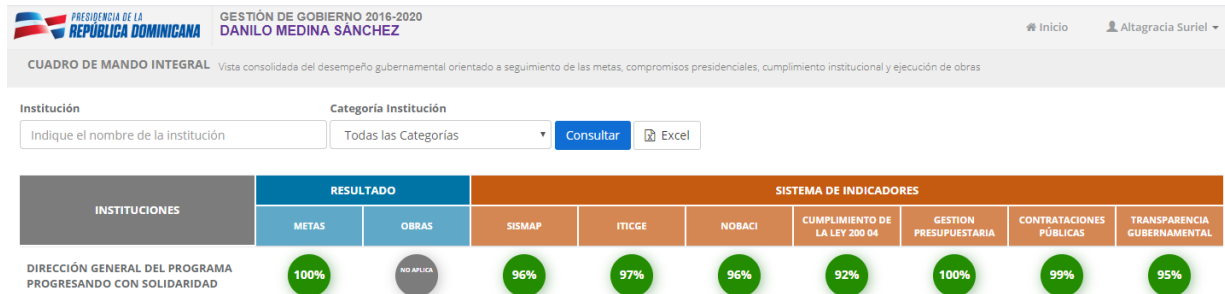 PRESIDENCIA DE LA
REPÚBLICA DOMINICANA
GESTIÓN DE GOBIERNO 2016-2020
DANILO MEDINA SÁNCHEZ
Inicio
Altagracia Suriel
CUADRO DE MANDO INTEGRAL Vista consolidada del desempeño gubernamental orientado a seguimiento de las metas, compromisos presidenciales, cumplimiento institucional y ejecución de obras
Institución
Categoría Institución
Indique el nombre de la institución
Todas las Categorías
Consultar
Excel
INSTITUCIONES
RESULTADO
SISTEMA DE INDICADORES
METAS
OBRAS
SISMAP
ITICGE
NOBACI
CUMPLIMIENTO DE
LA LEY 200 04
GESTION
PRESUPUESTARIA
CONTRATACIONES
PÚBLICAS
TRANSPARENCIA
GUBERNAMENTAL
DIRECCIÓN GENERAL DEL PROGRAMA
PROGRESANDO CON SOLIDARIDAD
100%
NO APLICA
96%
97%
96%
92%
100%
99%
95%